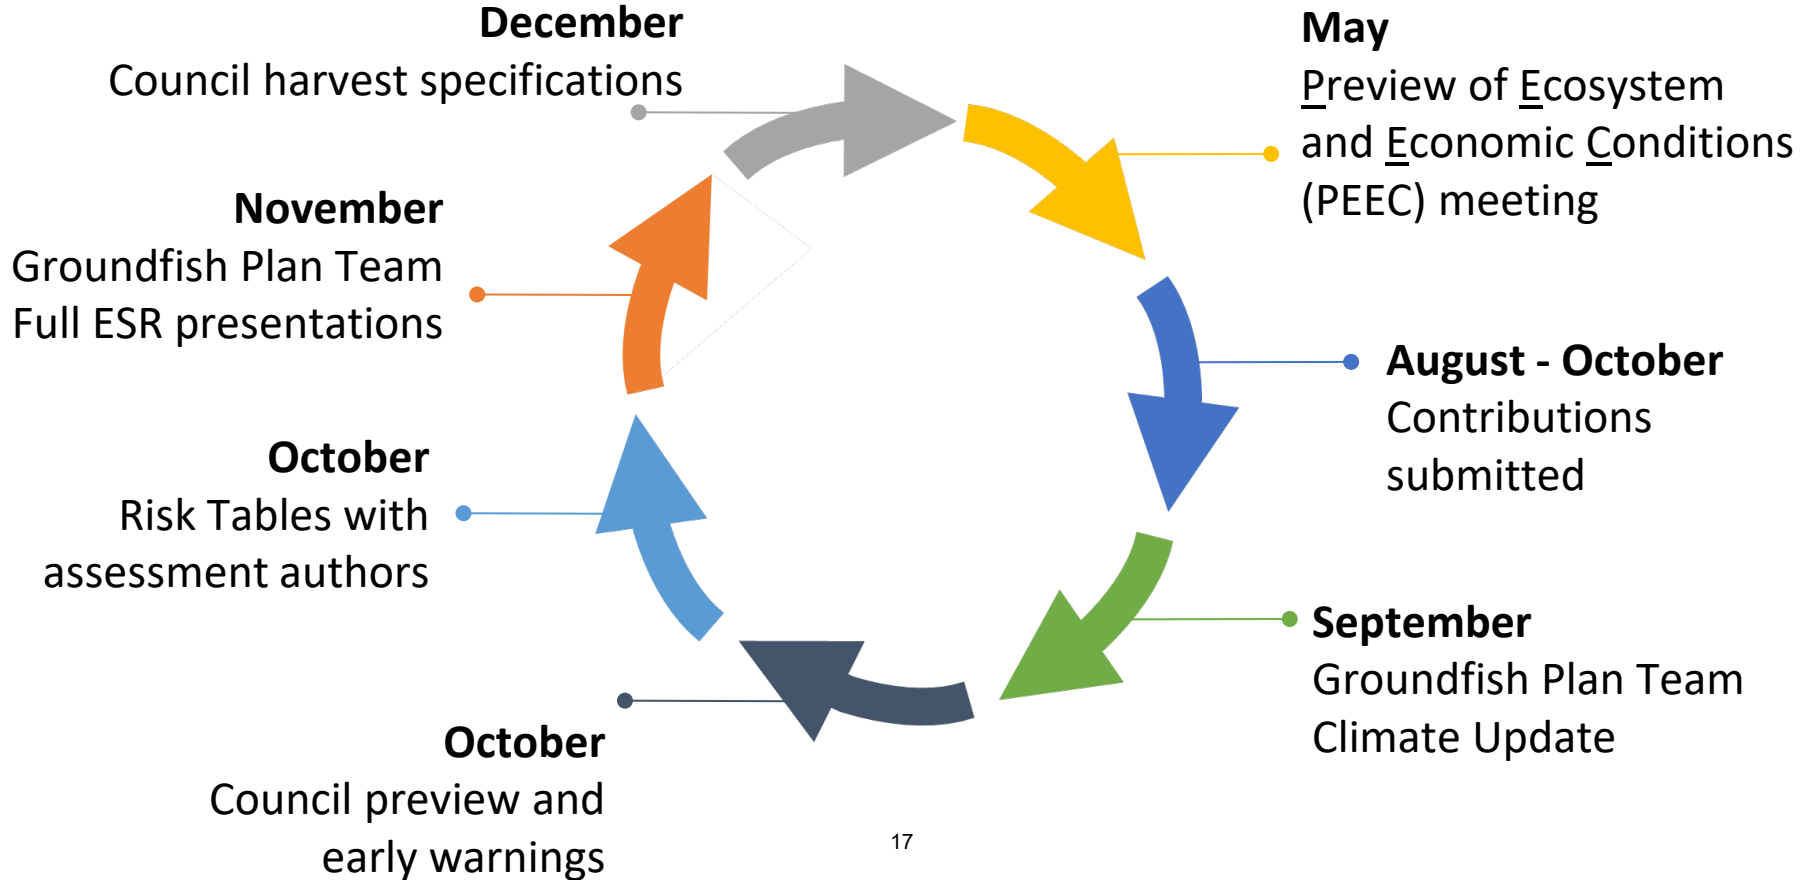 December
Council harvest specifications
May
Preview of Ecosystem
and Economic Conditions
(PEEC) meeting
November
Groundfish Plan Team
Full ESR presentations
August - October
Contributions
submitted
October
Risk Tables with
assessment authors
September
Groundfish Plan Team
Climate Update
October
Council preview and
early warnings
17